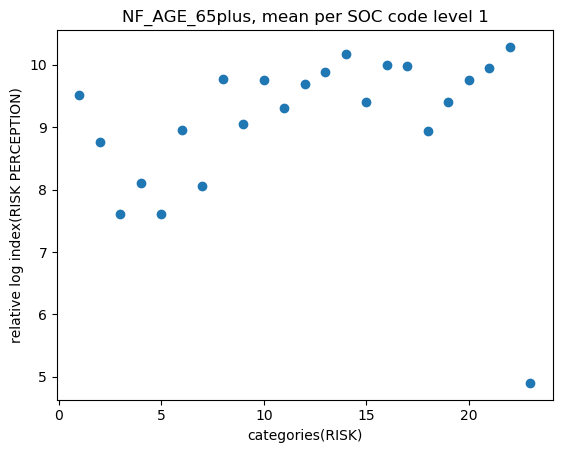 NF_AGE_65plus, mean per SOC code level 1
relative log index(RISK PERCEPTION)
10
9
8
7
6
5
0 5 10 15 20
categories(RISK)